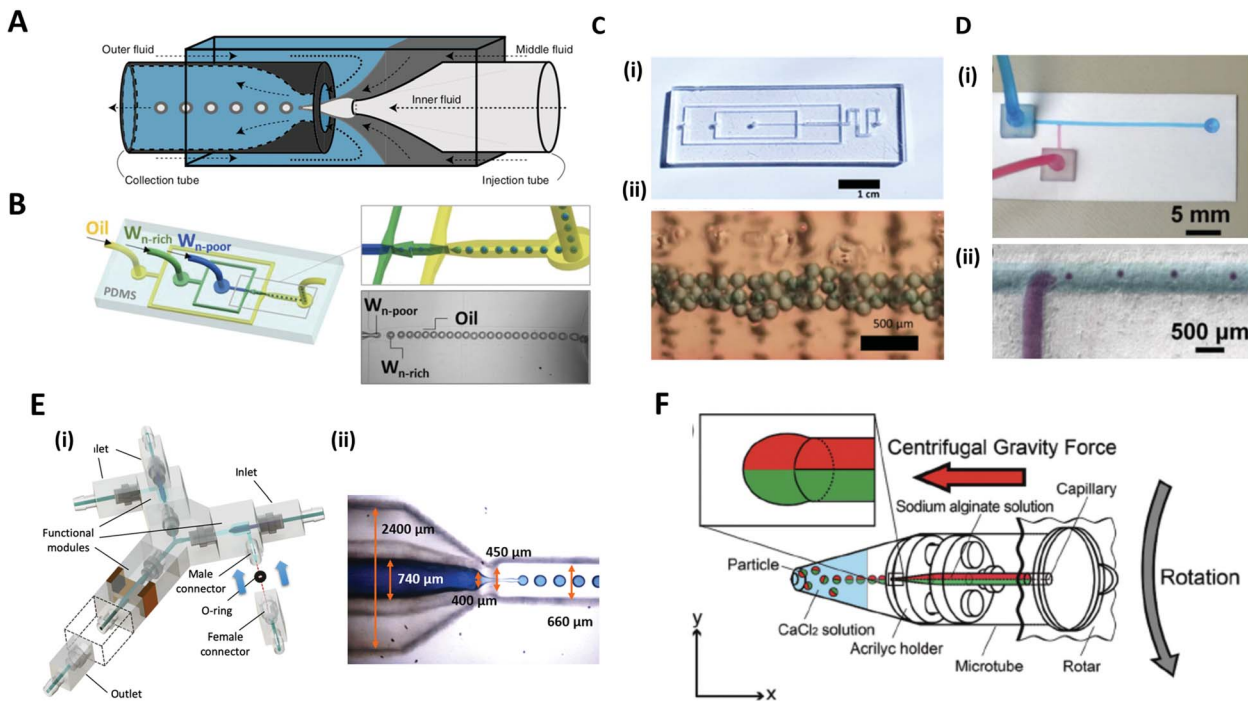 A
Outer fluid
Middle fluid
Inner fluid
Collection tube
Injection tube
B
Oil
Wn-rich
Wn-poor
PDMS
Wn-poor
Oil
Wn-rich
C
(i)
1 cm
(ii)
500 µm
D
(i)
5 mm
(ii)
500 µm
E
(i)
Inlet
Functional
modules
Male
connector
O-ring
Female
connector
Outlet
(ii)
2400 µm
450 µm
740 µm
400 µm
660 µm
F
Centrifugal Gravity Force
Sodium alginate solution
Capillary
Particle
CaCl2 solution
Acrilyc holder
Microtube
Rotar
Rotation
y
x